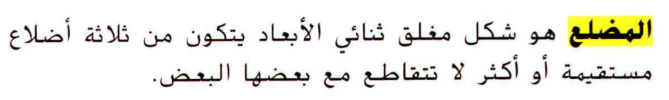 المضلع هو شكل مغلق ثنائي الأبعاد يتكون من ثلاثة أضلاع
مستقيمة أو أكثر لا تتقاطع مع بعضها البعض.